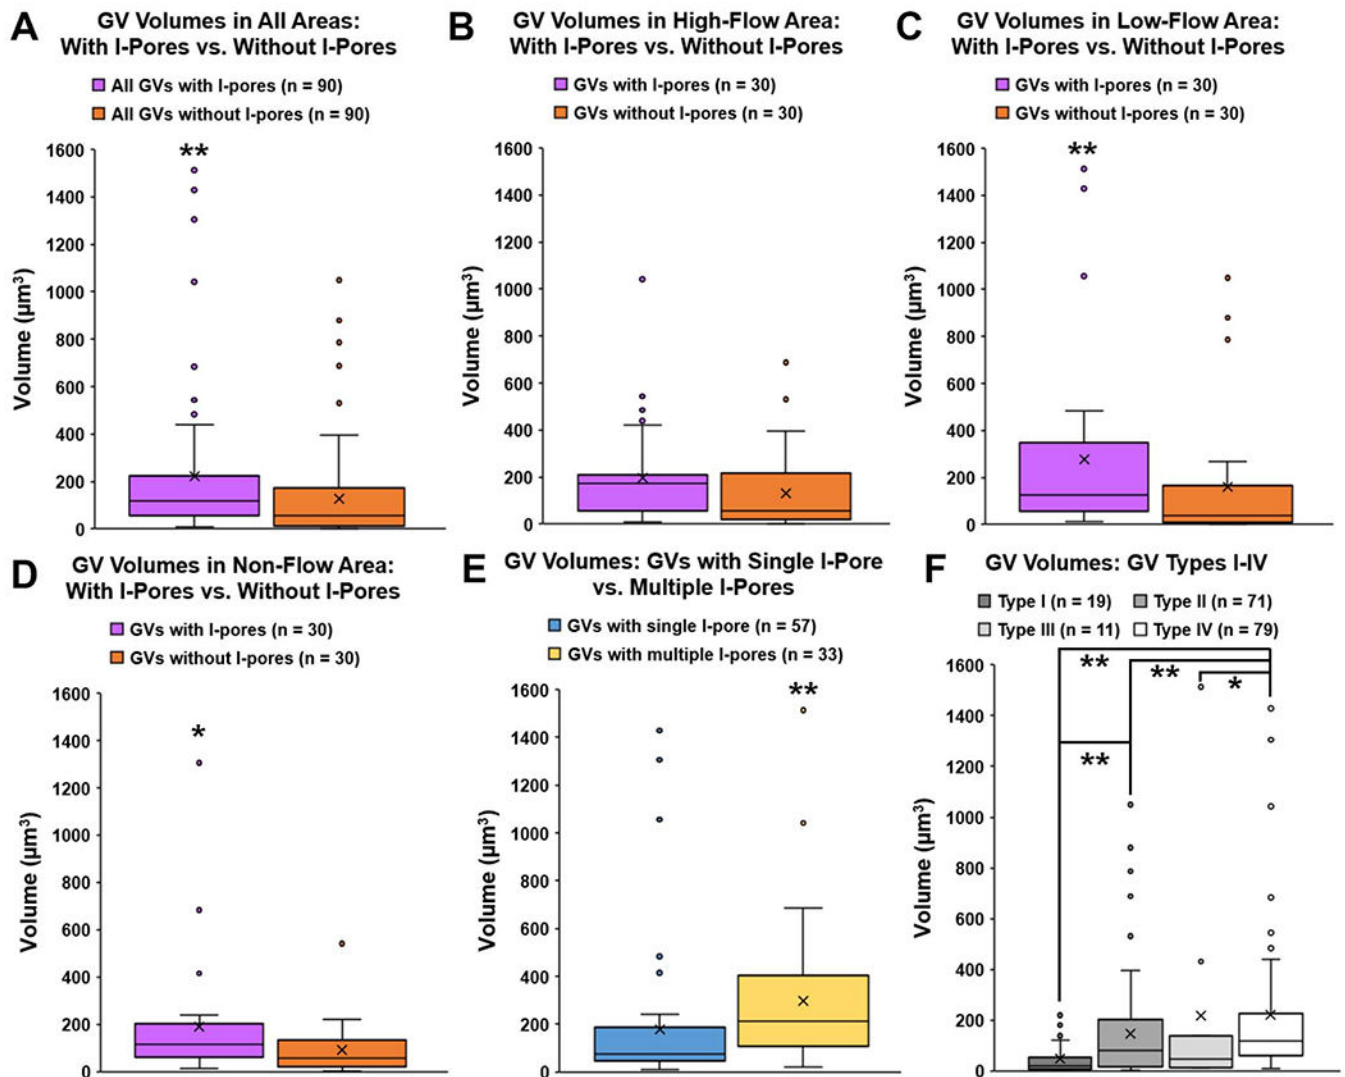 A
GV Volumes in All Areas:
With I-Pores vs. Without I-Pores
All GVs with I-pores (n = 90)
All GVs without I-pores (n = 90)
Volume (µm³)
1600
1400
1200
1000
800
600
400
200
0
**
B
GV Volumes in High-Flow Area:
With I-Pores vs. Without I-Pores
GVs with I-pores (n = 30)
GVs without I-pores (n = 30)
Volume (µm³)
1600
1400
1200
1000
800
600
400
200
0
C
GV Volumes in Low-Flow Area:
With I-Pores vs. Without I-Pores
GVs with I-pores (n = 30)
GVs without I-pores (n = 30)
Volume (µm³)
1600
1400
1200
1000
800
600
400
200
0
**
D
GV Volumes in Non-Flow Area:
With I-Pores vs. Without I-Pores
GVs with I-pores (n = 30)
GVs without I-pores (n = 30)
Volume (µm³)
1600
1400
1200
1000
800
600
400
200
0
*
E
GV Volumes: GVs with Single I-Pore
vs. Multiple I-Pores
GVs with single I-pore (n = 57)
GVs with multiple I-pores (n = 33)
Volume (µm³)
1600
1400
1200
1000
800
600
400
200
0
**
F
GV Volumes: GV Types I-IV
Type I (n = 19) Type II (n = 71)
Type III (n = 11) Type IV (n = 79)
Volume (µm³)
1600
1400
1200
1000
800
600
400
200
0
**
**
*
**